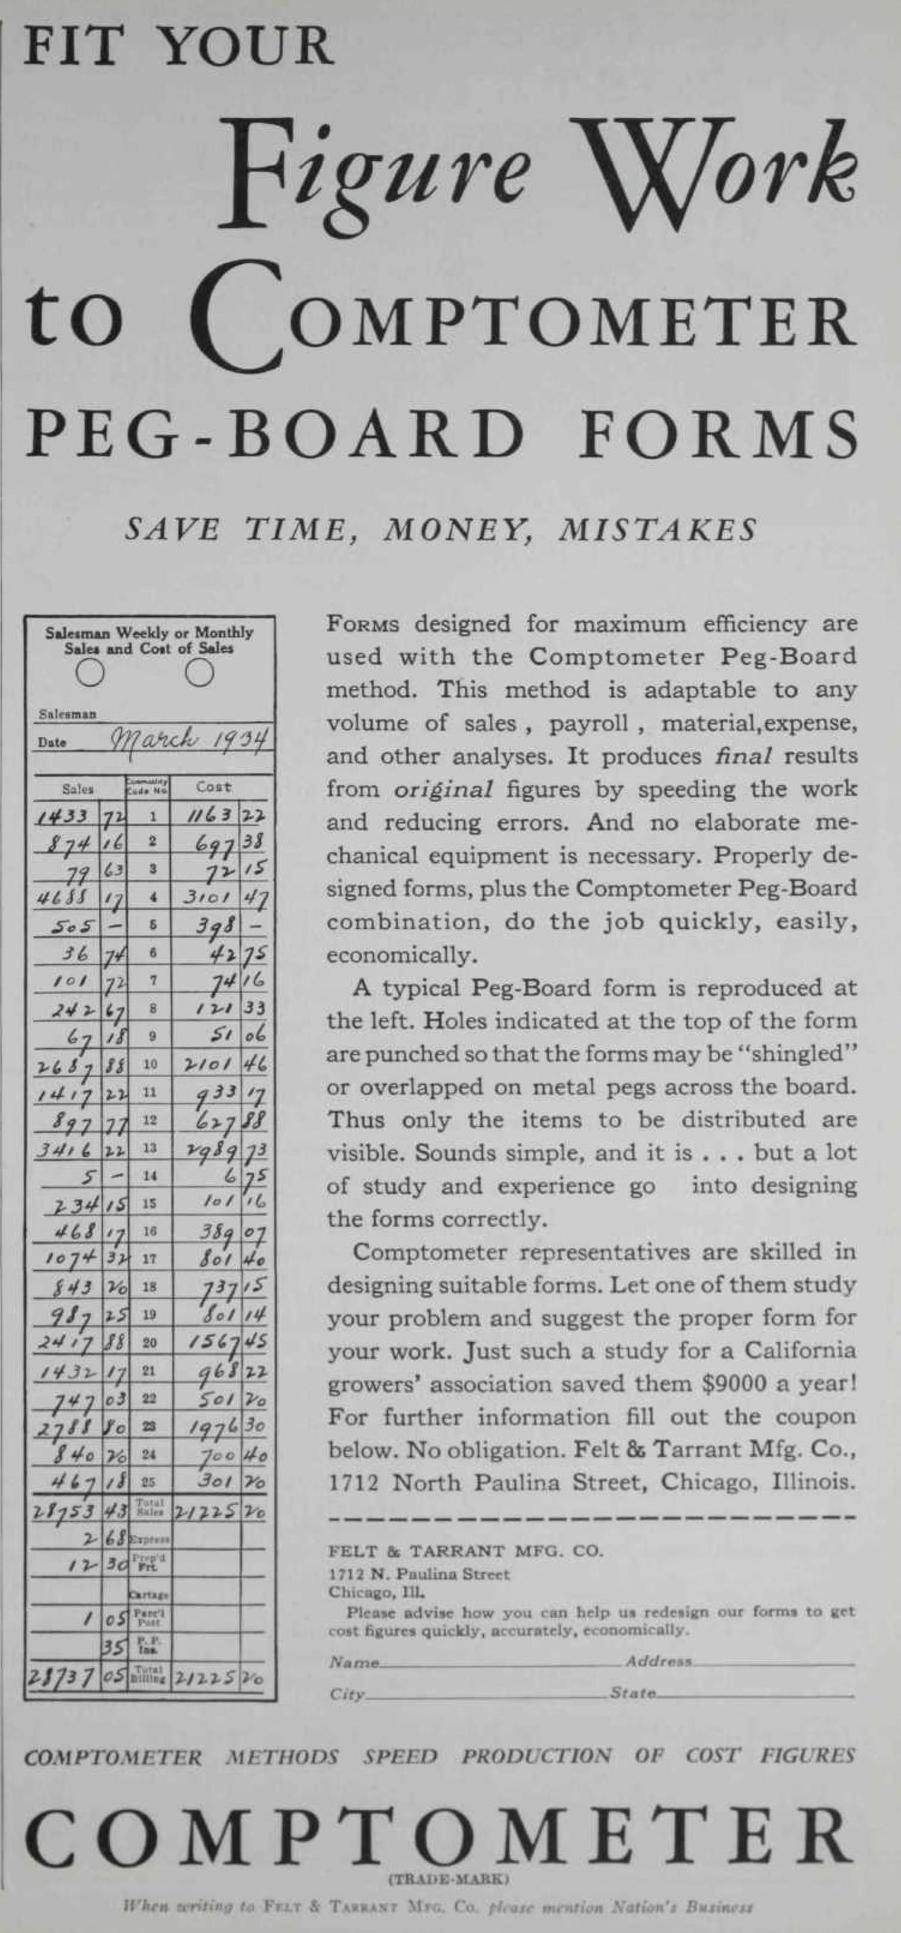 FIT YOUR
Figure Work
to COMPTOMETER
PEG-BOARD FORMS
SAVE TIME, MONEY, MISTAKES
Salesman Weekly or Monthly
Sales and Cost of Sales
Salesman
Date March 1934
Sales Commodity Code No. Cost
1433 72 1 1163 22
874 16 2 697 38
79 63 3 72 15
4688 17 4 3101 47
505 – 5 398 –
36 74 6 42 75
101 72 7 74 16
242 67 8 121 33
67 18 9 51 06
2687 88 10 2101 46
1417 22 11 933 17
897 77 12 627 88
3416 22 13 2989 73
5 – 14 6 75
234 15 15 101 16
468 17 16 389 07
1074 32 17 801 40
843 20 18 737 15
987 25 19 801 14
2417 88 20 1567 45
1432 17 21 968 22
747 03 22 501 20
2788 80 23 1976 30
840 20 24 700 40
467 18 25 301 20
28753 43 Total Sales 21225 20
2 68 Express
12 30 Prep'd Frt.
Cartage
1 05 Parc'l Post
35 P. P. Ins.
28737 05 Total Billing 21225 20
FORMS designed for maximum efficiency are
used with the Comptometer Peg-Board
method. This method is adaptable to any
volume of sales , payroll , material,expense,
and other analyses. It produces final results
from original figures by speeding the work
and reducing errors. And no elaborate me-
chanical equipment is necessary. Properly de-
signed forms, plus the Comptometer Peg-Board
combination, do the job quickly, easily,
economically.
A typical Peg-Board form is reproduced at
the left. Holes indicated at the top of the form
are punched so that the forms may be “shingled”
or overlapped on metal pegs across the board.
Thus only the items to be distributed are
visible. Sounds simple, and it is . . . but a lot
of study and experience go into designing
the forms correctly.
Comptometer representatives are skilled in
designing suitable forms. Let one of them study
your problem and suggest the proper form for
your work. Just such a study for a California
growers’ association saved them $9000 a year!
For further information fill out the coupon
below. No obligation. Felt & Tarrant Mfg. Co.,
1712 North Paulina Street, Chicago, Illinois.
FELT & TARRANT MFG. CO.
1712 N. Paulina Street
Chicago, Ill.
Please advise how you can help us redesign our forms to get
cost figures quickly, accurately, economically.
Name Address
City State
COMPTOMETER METHODS SPEED PRODUCTION OF COST FIGURES
COMPTOMETER
(TRADE-MARK)
When writing to FELT & TARRANT MFG. CO. please mention Nation's Business